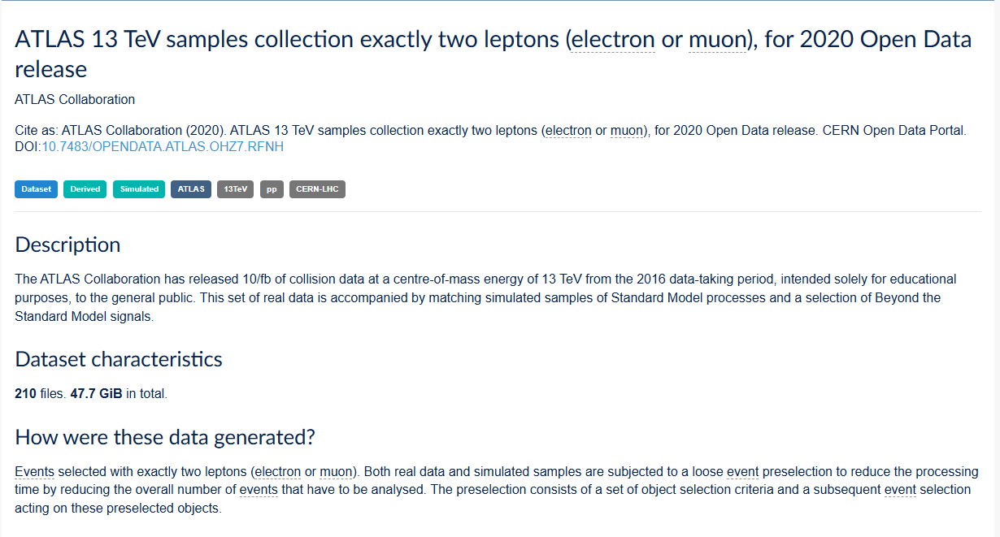 ATLAS 13 TeV samples collection exactly two leptons (electron or muon), for 2020 Open Data
release
ATLAS Collaboration
Cite as: ATLAS Collaboration (2020). ATLAS 13 TeV samples collection exactly two leptons (electron or muon), for 2020 Open Data release. CERN Open Data Portal.
DOI:10.7483/OPENDATA.ATLAS.OHZ7.RFNH
Dataset Derived Simulated ATLAS 13TeV pp CERN-LHC
Description
The ATLAS Collaboration has released 10/fb of collision data at a centre-of-mass energy of 13 TeV from the 2016 data-taking period, intended solely for educational
purposes, to the general public. This set of real data is accompanied by matching simulated samples of Standard Model processes and a selection of Beyond the
Standard Model signals.
Dataset characteristics
210 files. 47.7 GiB in total.
How were these data generated?
Events selected with exactly two leptons (electron or muon). Both real data and simulated samples are subjected to a loose event preselection to reduce the processing
time by reducing the overall number of events that have to be analysed. The preselection consists of a set of object selection criteria and a subsequent event selection
acting on these preselected objects.